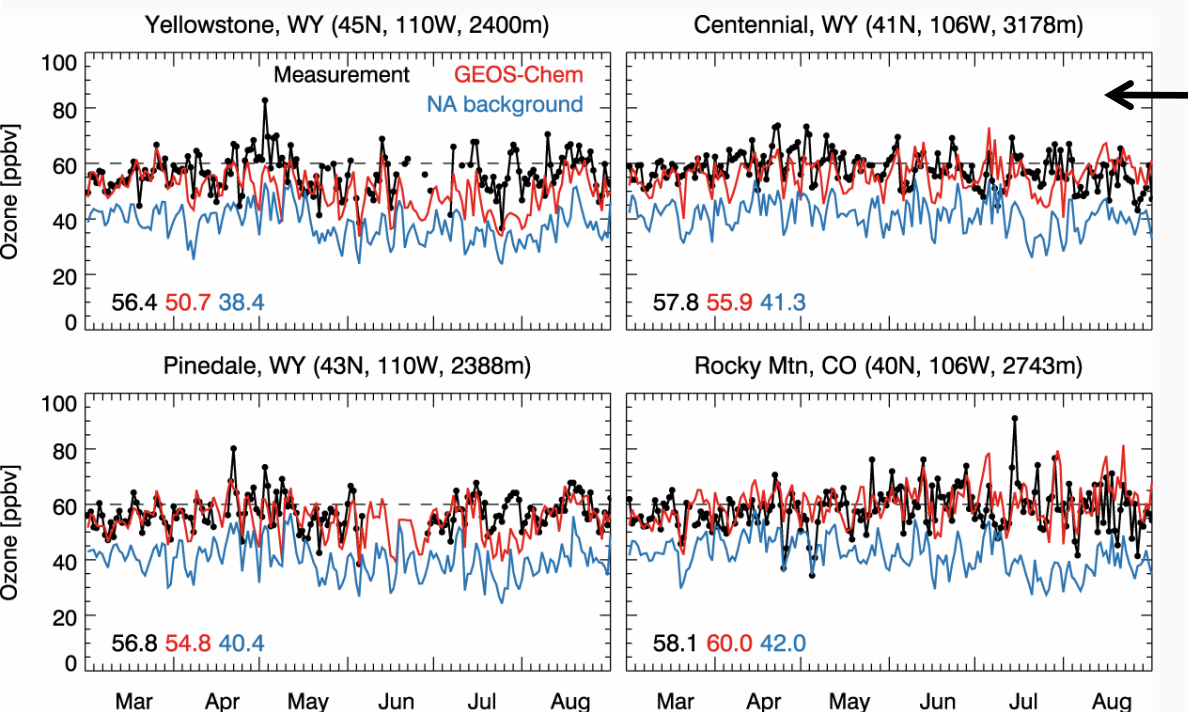 Yellowstone, WY (45N, 110W, 2400m)
Centennial, WY (41N, 106W, 3178m)
100
80
60
40
20
0
Ozone [ppbv]
Measurement GEOS-Chem
NA background
56.4 50.7 38.4
57.8 55.9 41.3
Pinedale, WY (43N, 110W, 2388m)
Rocky Mtn, CO (40N, 106W, 2743m)
100
80
60
40
20
0
Ozone [ppbv]
56.8 54.8 40.4
58.1 60.0 42.0
Mar Apr May Jun Jul Aug
Mar Apr May Jun Jul Aug